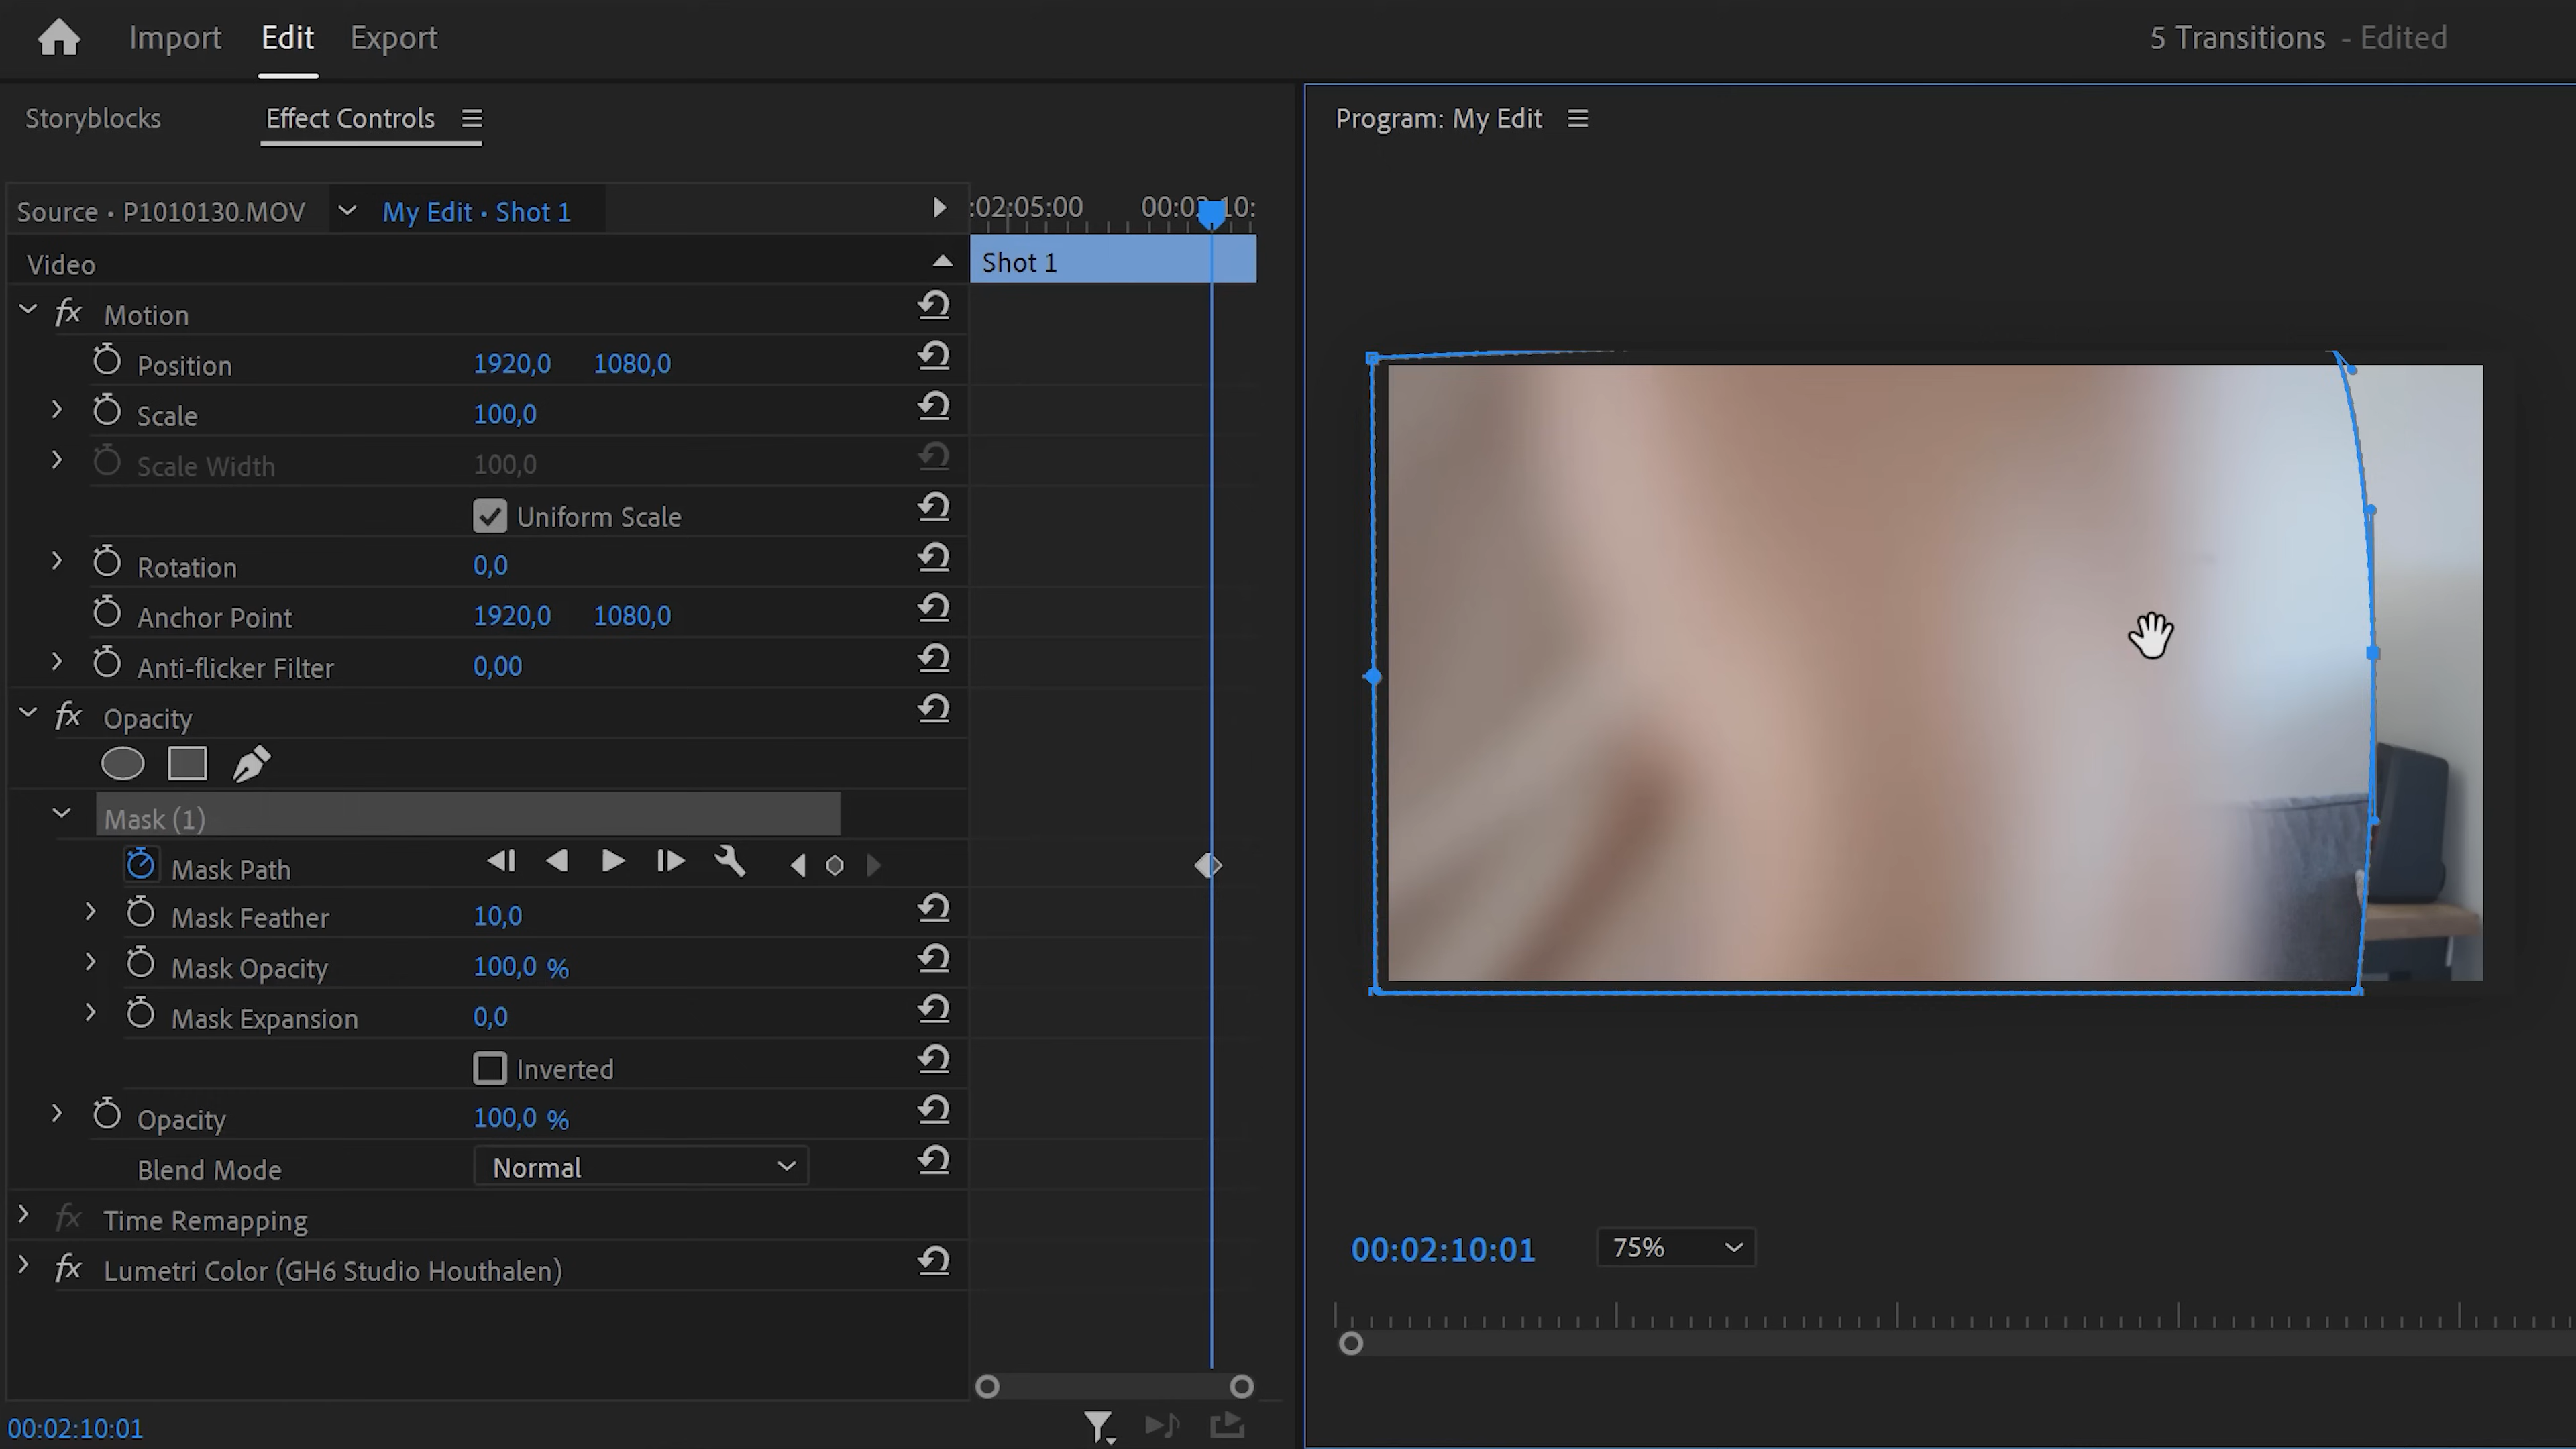 Import Edit Export 5 Transitions - Edited
Storyblocks Effect Controls
Program: My Edit
Source • P1010130.MOV My Edit • Shot 1
:02:05:00
Video
Shot 1
fx Motion
Position 1920,0 1080,0
Scale 100,0
Scale Width 100,0
Uniform Scale
Rotation 0,0
Anchor Point 1920,0 1080,0
Anti-flicker Filter 0,00
fx Opacity
Mask (1)
Mask Path
Mask Feather 10,0
Mask Opacity 100,0 %
Mask Expansion 0,0
Inverted
Opacity 100,0 %
Blend Mode Normal
fx Time Remapping
fx Lumetri Color (GH6 Studio Houthalen)
00:02:10:01 75%
00:02:10:01